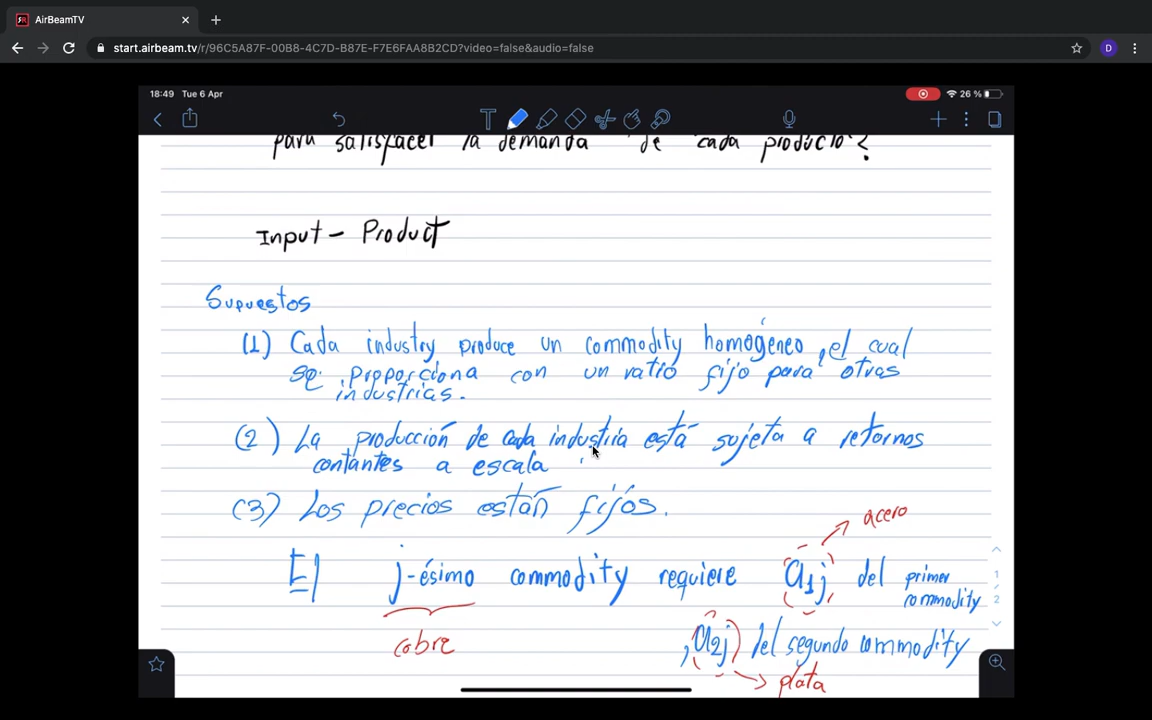 AirBeamTV
start.airbeam.tv/r/96C5A87F-00B8-4C7D-B87E-F7E6FAA8B2CD?video=false&audio=false
D
18:49 Tue 6 Apr
26 %
para satisfacer la demanda de cada producto?
Input - Product
Supuestos
(1) Cada industry produce un commodity homogéneo, el cual
se proporciona con un ratio fijo para otras
industrias.
(2) La producción de cada industria está sujeta a retornos
contantes a escala
(3) Los precios están fijos.
acero
El j-ésimo commodity requiere a1j del primer
commodity
cobre
, a2j del segundo commodity
plata
1
2